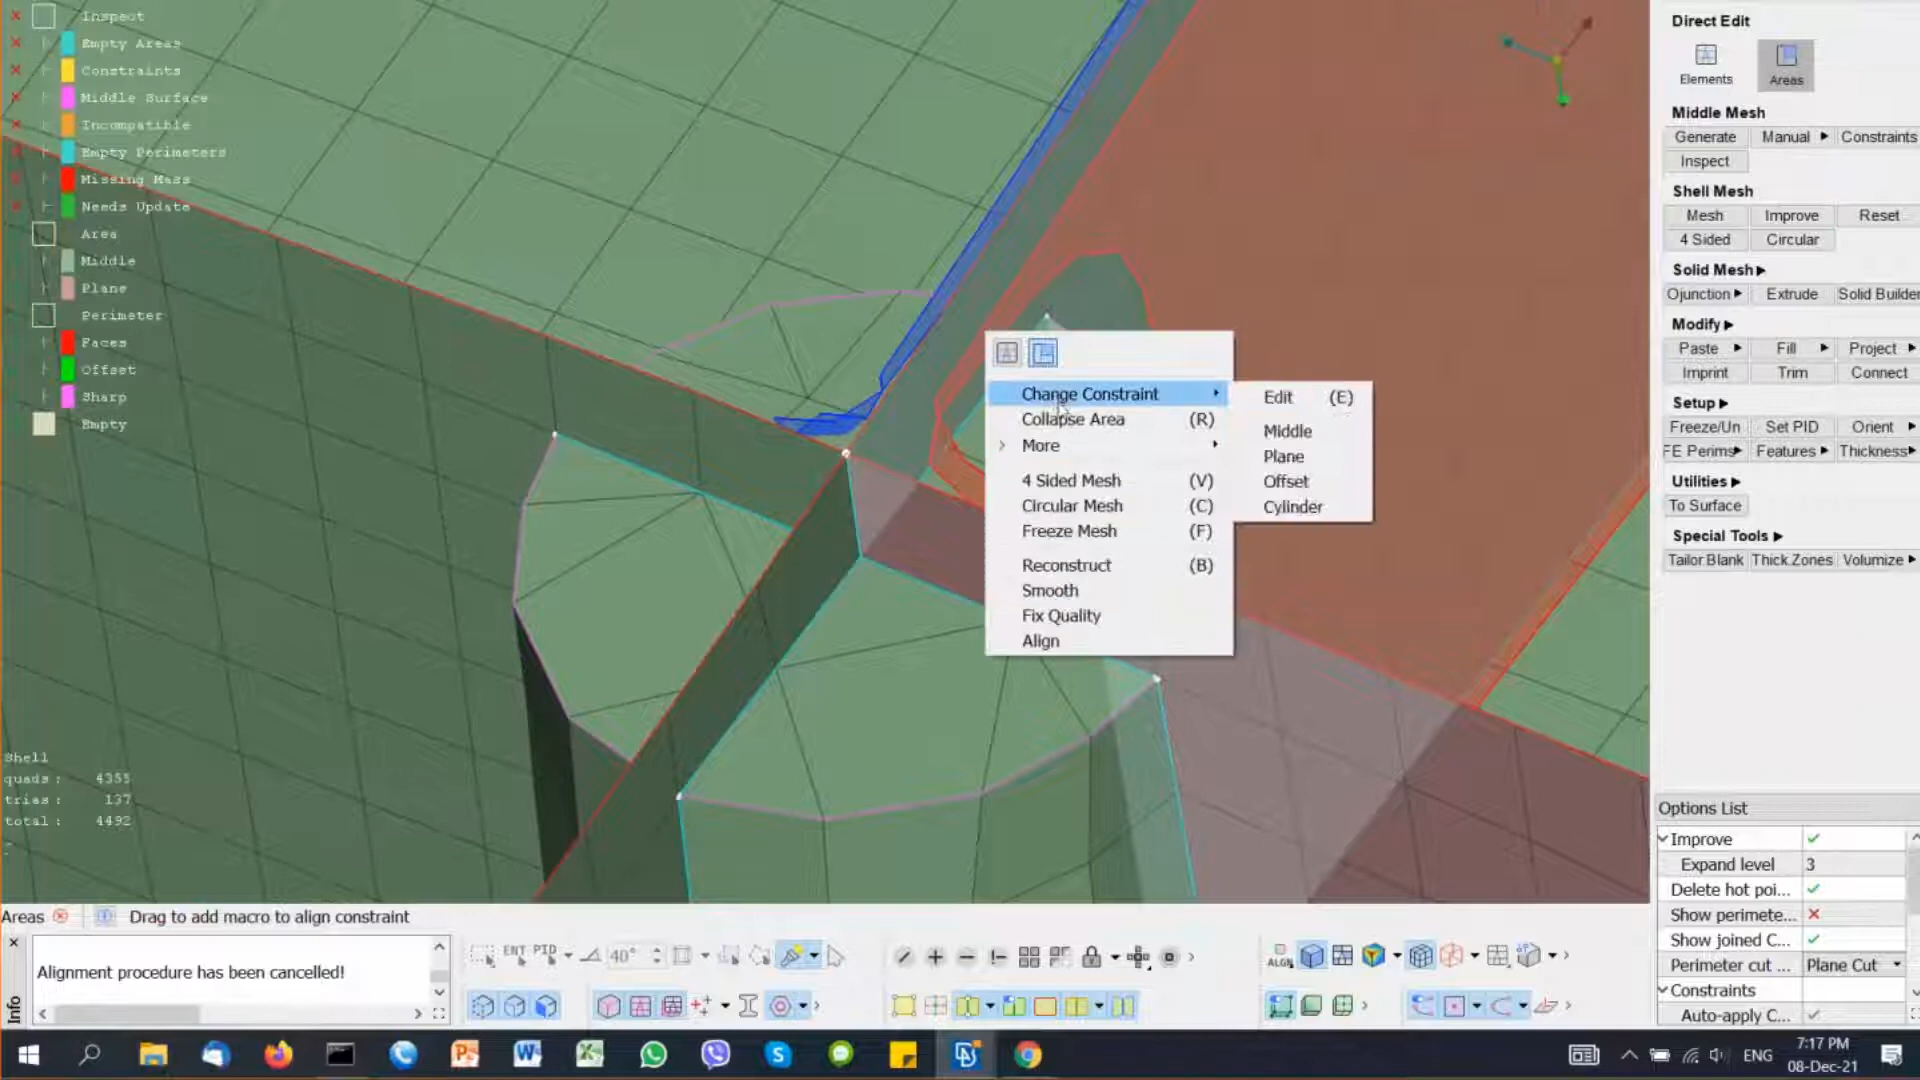 Inspect
Empty Areas
Constraints
Middle Surface
Incompatible
Empty Perimeters
Missing Mass
Needs Update
Area
Middle
Plane
Perimeter
Faces
Offset
Sharp
Empty
Shell
quads : 4355
trias : 137
total : 4492
Change Constraint
Collapse Area (R)
More
4 Sided Mesh (V)
Circular Mesh (C)
Freeze Mesh (F)
Reconstruct (B)
Smooth
Fix Quality
Align
Edit (E)
Middle
Plane
Offset
Cylinder
Direct Edit
Elements Areas
Middle Mesh
Generate Manual Constraints
Inspect
Shell Mesh
Mesh Improve Reset
4 Sided Circular
Solid Mesh
Ojunction Extrude Solid Builder
Modify
Paste Fill Project
Imprint Trim Connect
Setup
Freeze/Un Set PID Orient
FE Perims Features Thickness
Utilities
To Surface
Special Tools
Tailor Blank Thick.Zones Volumize
Options List
Improve
Expand level 3
Delete hot poi...
Show perimete...
Show joined C...
Perimeter cut ... Plane Cut
Constraints
Auto-apply C...
Areas Drag to add macro to align constraint
Info
Alignment procedure has been cancelled!
ENT PID 40°
ALGN
ENG
7:17 PM
08-Dec-21